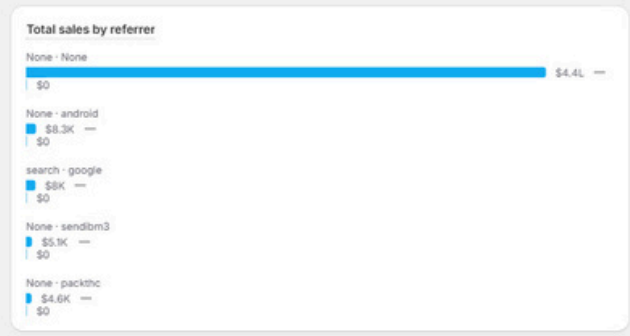 Total sales by referrer
None · None
$4.4L —
$0
None · android
$8.3K —
$0
search · google
$8K —
$0
None · sendibm3
$5.1K —
$0
None · packthc
$4.6K —
$0